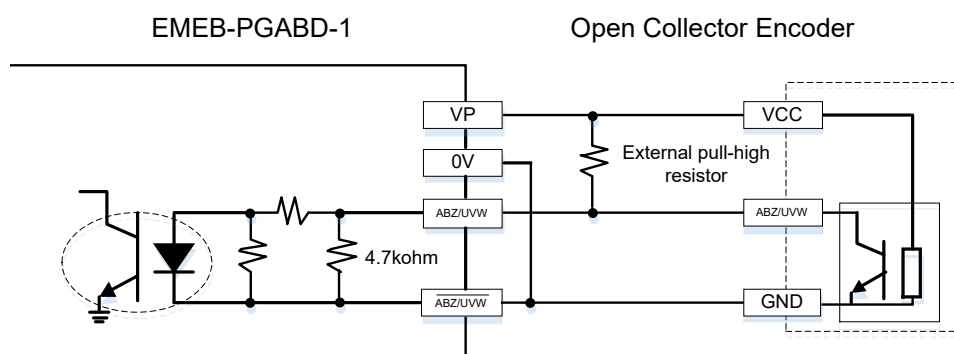 EMEB-PGABD-1 Open Collector Encoder
VP VCC
0V External pull-high
resistor
ABZ/UVW ABZ/UVW
4.7kohm
ABZ/UVW GND